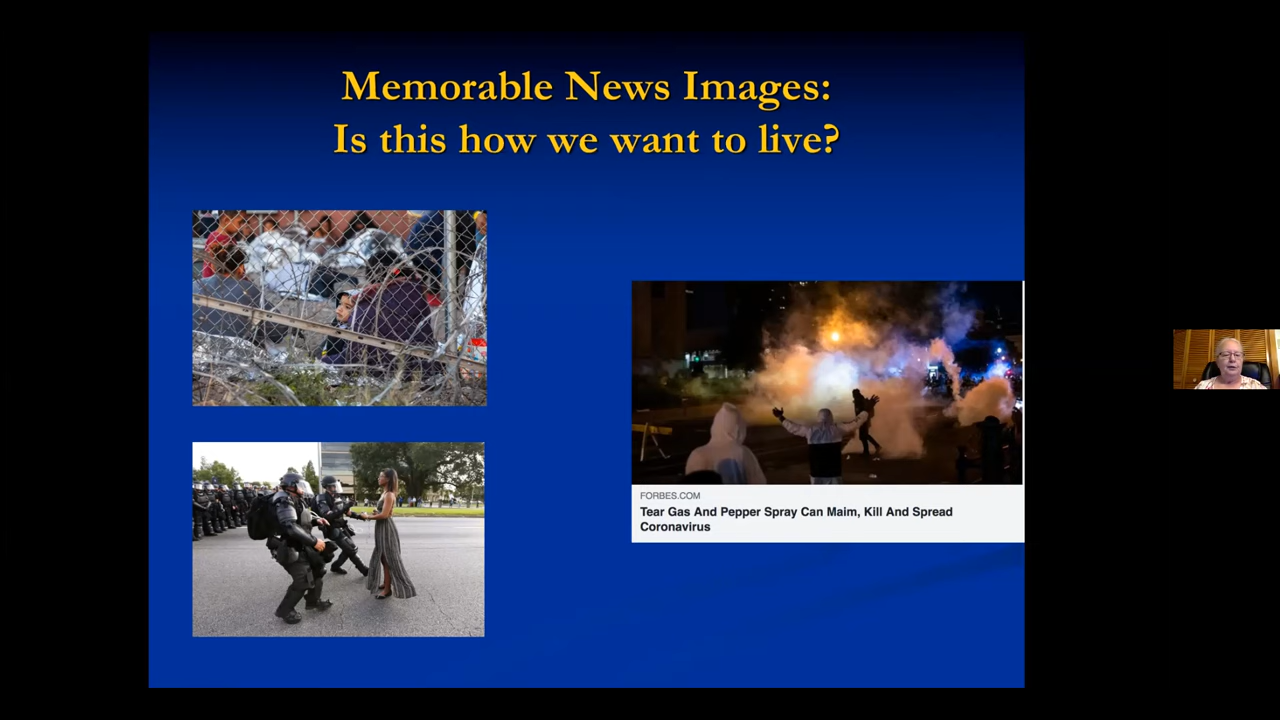 Memorable News Images:
Is this how we want to live?
FORBES.COM
Tear Gas And Pepper Spray Can Maim, Kill And Spread
Coronavirus